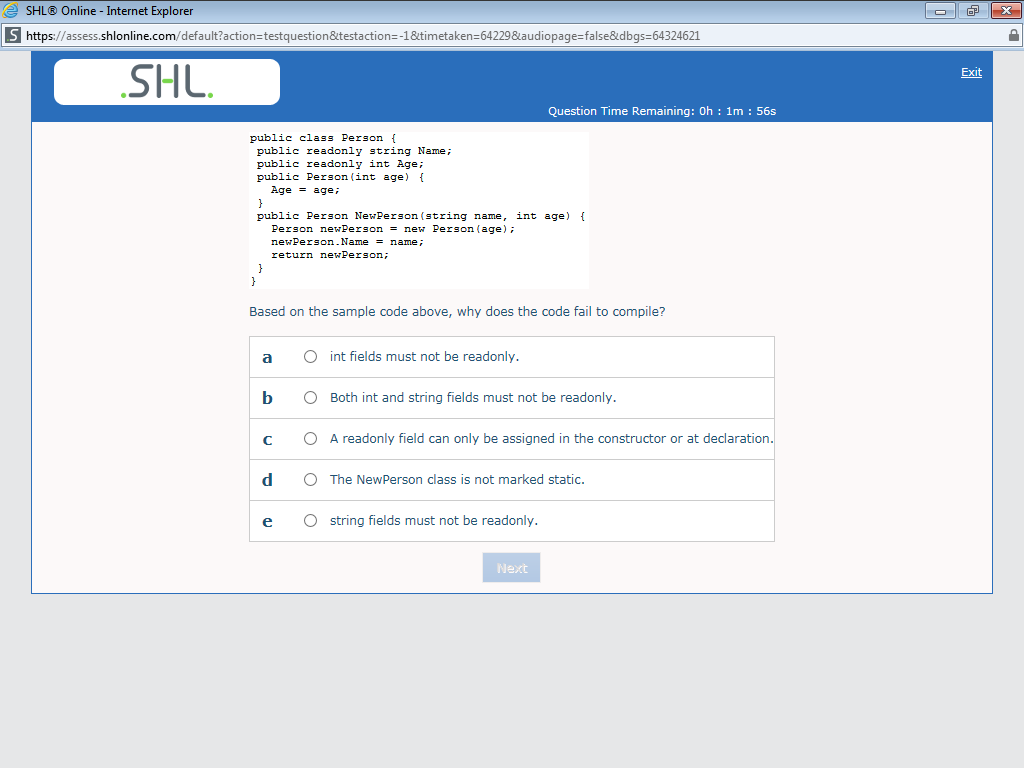 SHL® Online - Internet Explorer
https://assess.shlonline.com/default?action=testquestion&testaction=-1&timetaken=64229&audiopage=false&dbgs=64324621
.SHL.
Exit
Question Time Remaining: 0h : 1m : 56s
public class Person {
public readonly string Name;
public readonly int Age;
public Person(int age) {
Age = age;
}
public Person NewPerson(string name, int age) {
Person newPerson = new Person(age);
newPerson.Name = name;
return newPerson;
}
}
Based on the sample code above, why does the code fail to compile?
a int fields must not be readonly.
b Both int and string fields must not be readonly.
c A readonly field can only be assigned in the constructor or at declaration.
d The NewPerson class is not marked static.
e string fields must not be readonly.
Next